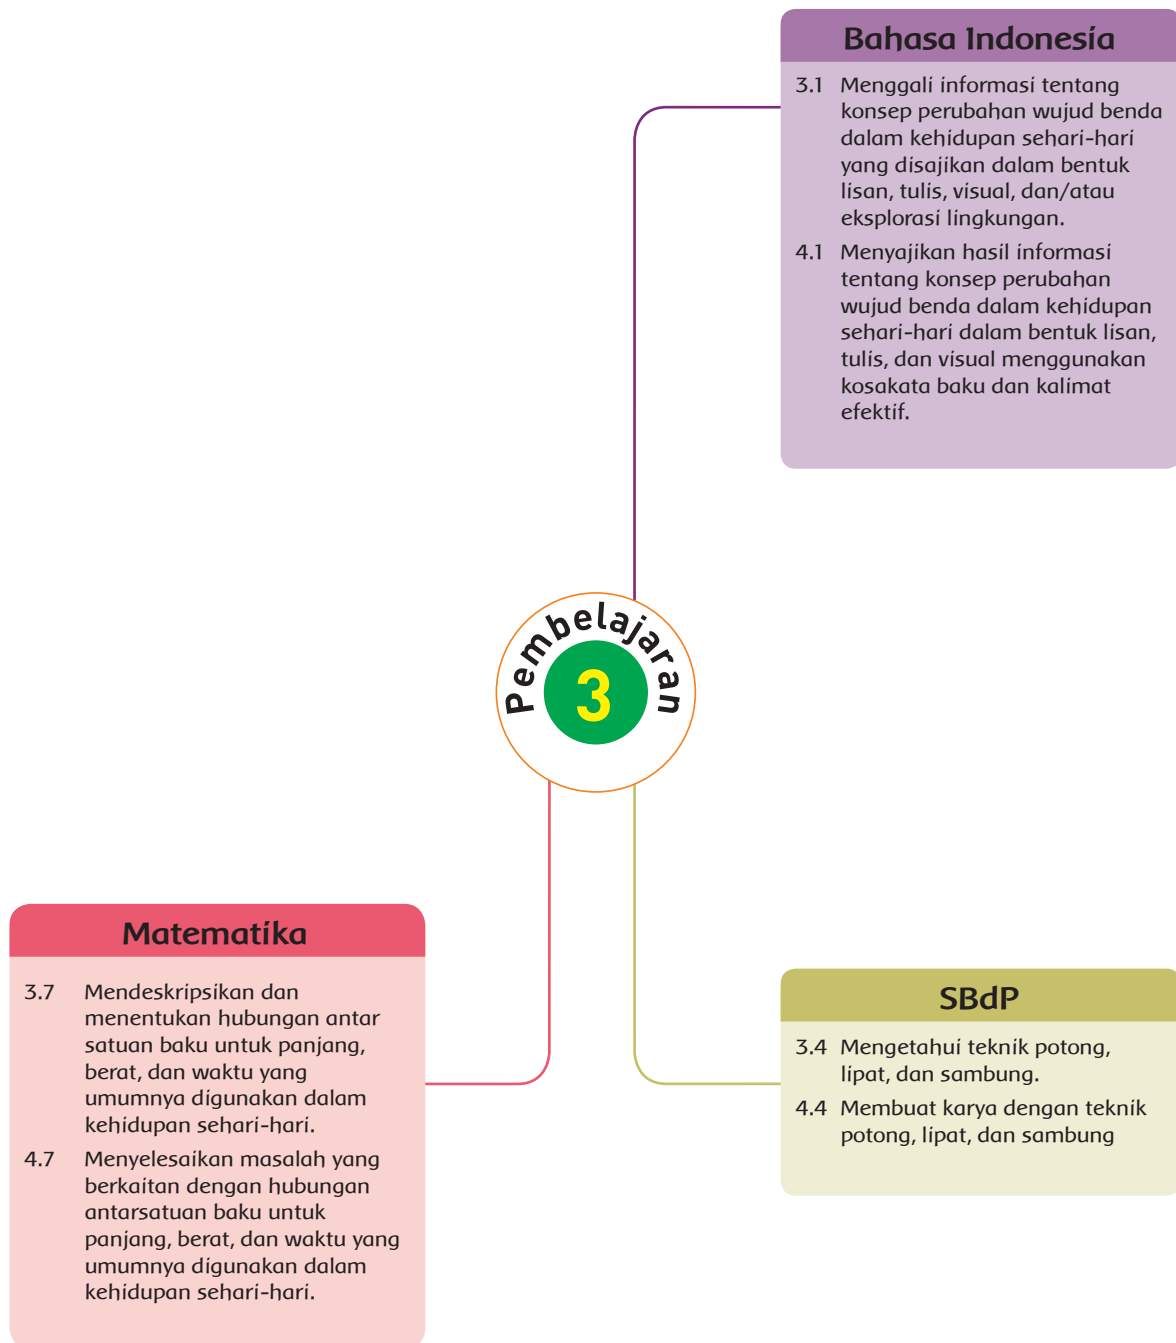 Bahasa Indonesia
3.1 Menggali informasi tentang
konsep perubahan wujud benda
dalam kehidupan sehari-hari
yang disajikan dalam bentuk
lisan, tulis, visual, dan/atau
eksplorasi lingkungan.
4.1 Menyajikan hasil informasi
tentang konsep perubahan
wujud benda dalam kehidupan
sehari-hari dalam bentuk lisan,
tulis, dan visual menggunakan
kosakata baku dan kalimat
efektif.
Pembelajaran
3
Matematika
3.7 Mendeskripsikan dan
menentukan hubungan antar
satuan baku untuk panjang,
berat, dan waktu yang
umumnya digunakan dalam
kehidupan sehari-hari.
4.7 Menyelesaikan masalah yang
berkaitan dengan hubungan
antarsatuan baku untuk
panjang, berat, dan waktu yang
umumnya digunakan dalam
kehidupan sehari-hari.
SBdP
3.4 Mengetahui teknik potong,
lipat, dan sambung.
4.4 Membuat karya dengan teknik
potong, lipat, dan sambung